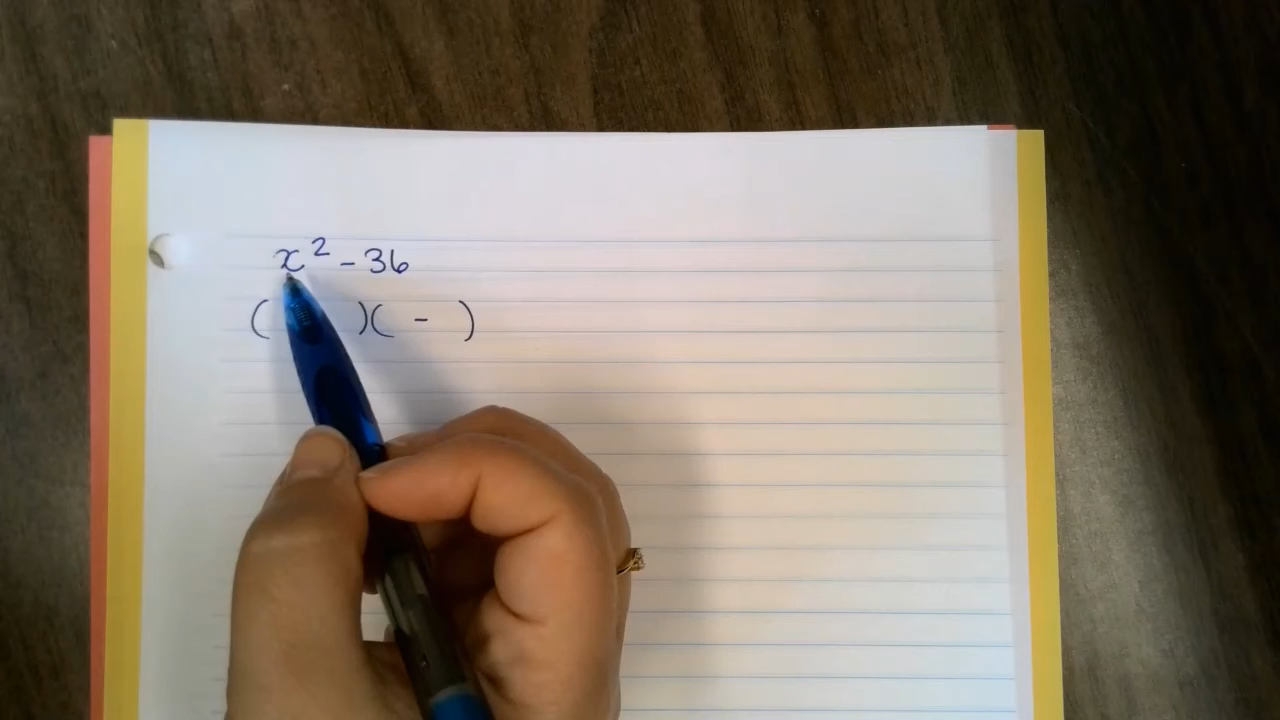 x² - 36
(    )( -  )